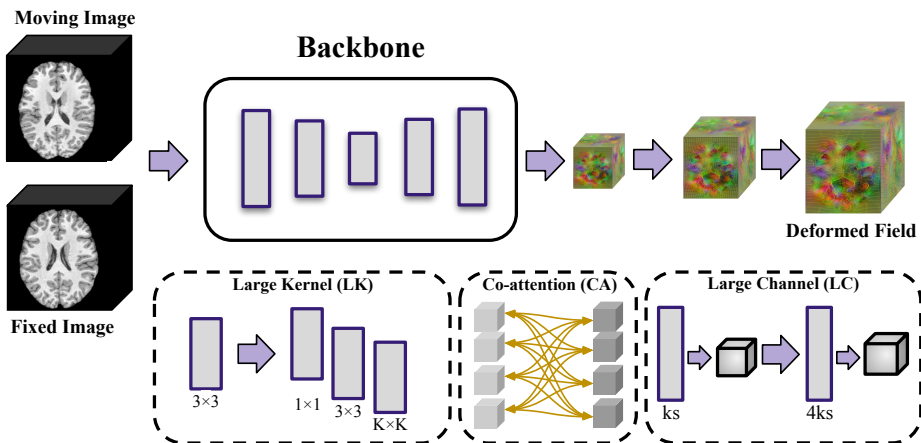 Moving Image
Backbone
Fixed Image
Deformed Field
Large Kernel (LK)
3×3
1×1
3×3
K×K
Co-attention (CA)
Large Channel (LC)
ks
4ks